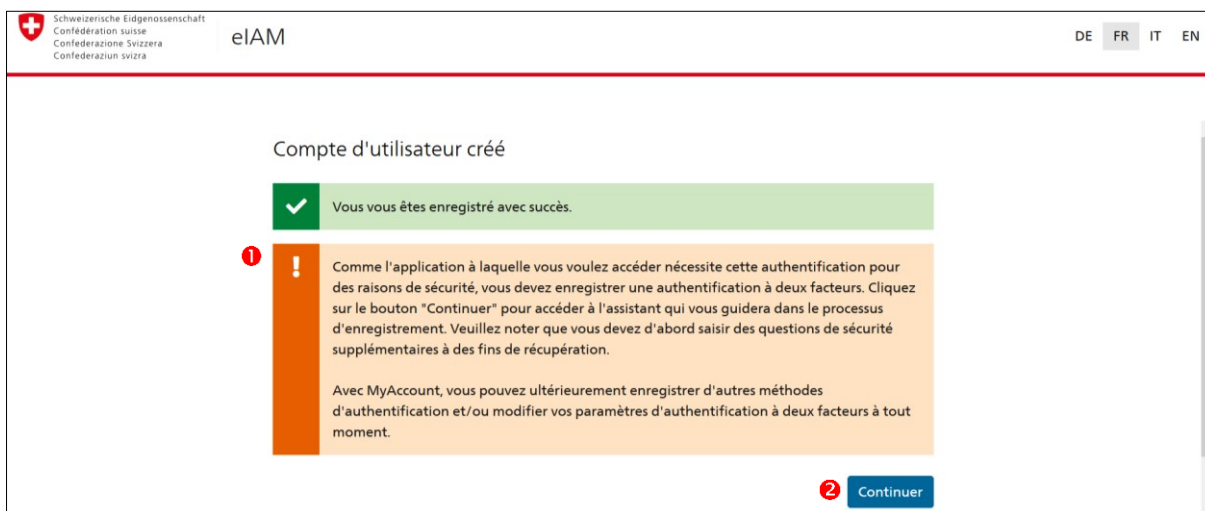 Schweizerische Eidgenossenschaft
Confédération suisse
Confederazione Svizzera
Confederaziun svizra
eIAM
DE FR IT EN
Compte d'utilisateur créé
Vous vous êtes enregistré avec succès.
1
Comme l'application à laquelle vous voulez accéder nécessite cette authentification pour
des raisons de sécurité, vous devez enregistrer une authentification à deux facteurs. Cliquez
sur le bouton "Continuer" pour accéder à l'assistant qui vous guidera dans le processus
d'enregistrement. Veuillez noter que vous devez d'abord saisir des questions de sécurité
supplémentaires à des fins de récupération.
Avec MyAccount, vous pouvez ultérieurement enregistrer d'autres méthodes
d'authentification et/ou modifier vos paramètres d'authentification à deux facteurs à tout
moment.
2 Continuer